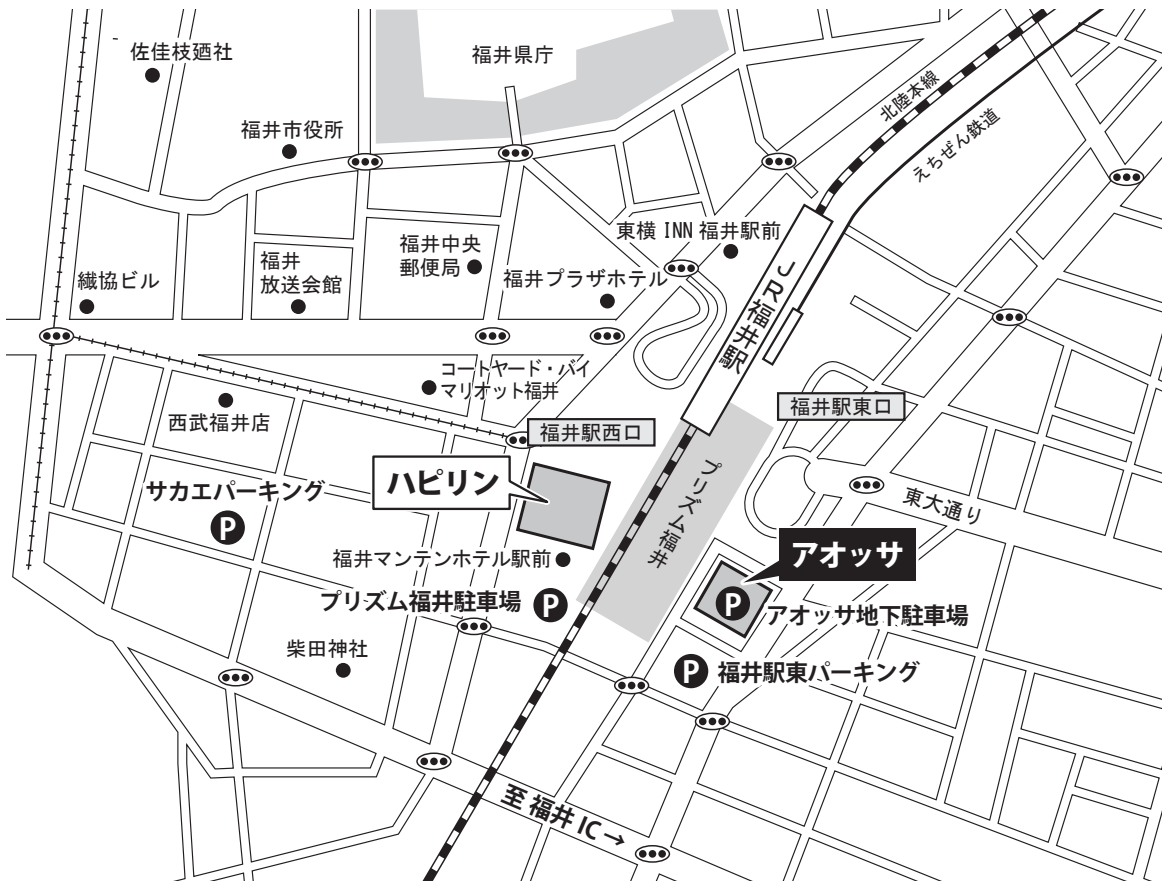 佐佳枝廼社
福井県庁
福井市役所
北陸本線
えちぜん鉄道
東横 INN 福井駅前
福井中央
郵便局
福井プラザホテル
福井
放送会館
繊協ビル
JR福井駅
コートヤード・バイ
マリオット福井
西武福井店
福井駅西口
福井駅東口
プリズム福井
サカエパーキング
P
ハピリン
東大通り
アオッサ
福井マンテンホテル駅前
プリズム福井駐車場
P
P
アオッサ地下駐車場
柴田神社
P
福井駅東パーキング
至 福井 IC→